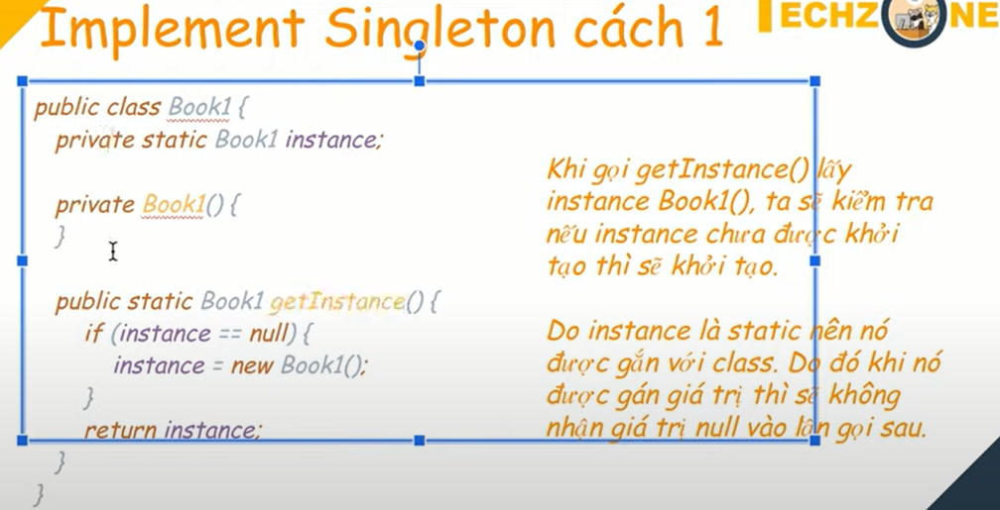 Implement Singleton cách 1
TECHZ NE
public class Book1 {
private static Book1 instance;
private Book1() {
}
public static Book1 getInstance() {
if (instance == null) {
instance = new Book1();
}
return instance;
}
}
Khi gọi getInstance() lấy
instance Book1(), ta sẽ kiểm tra
nếu instance chưa được khởi
tạo thì sẽ khởi tạo.
Do instance là static nên nó
được gắn với class. Do đó khi nó
được gán giá trị thì sẽ không
nhận giá trị null vào lần gọi sau.